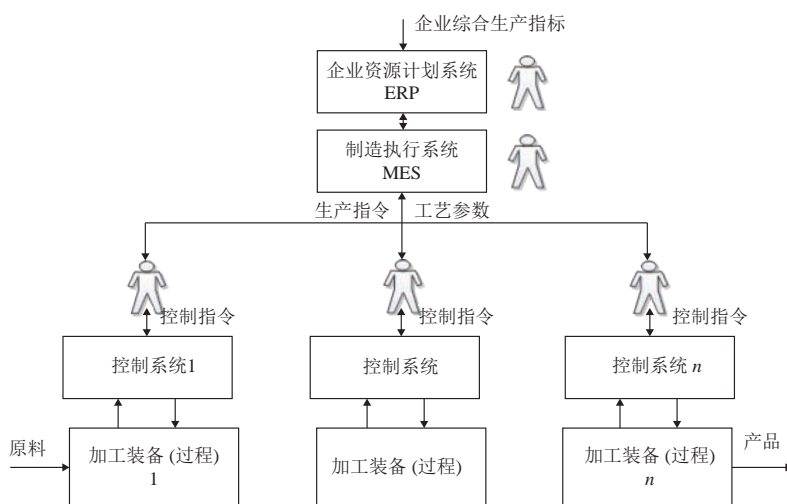 企业综合生产指标
企业资源计划系统
ERP
制造执行系统
MES
生产指令 工艺参数
控制指令 控制指令 控制指令
控制系统1 控制系统 控制系统 n
原料 产品
加工装备 (过程) 加工装备 (过程) 加工装备 (过程)
1 n